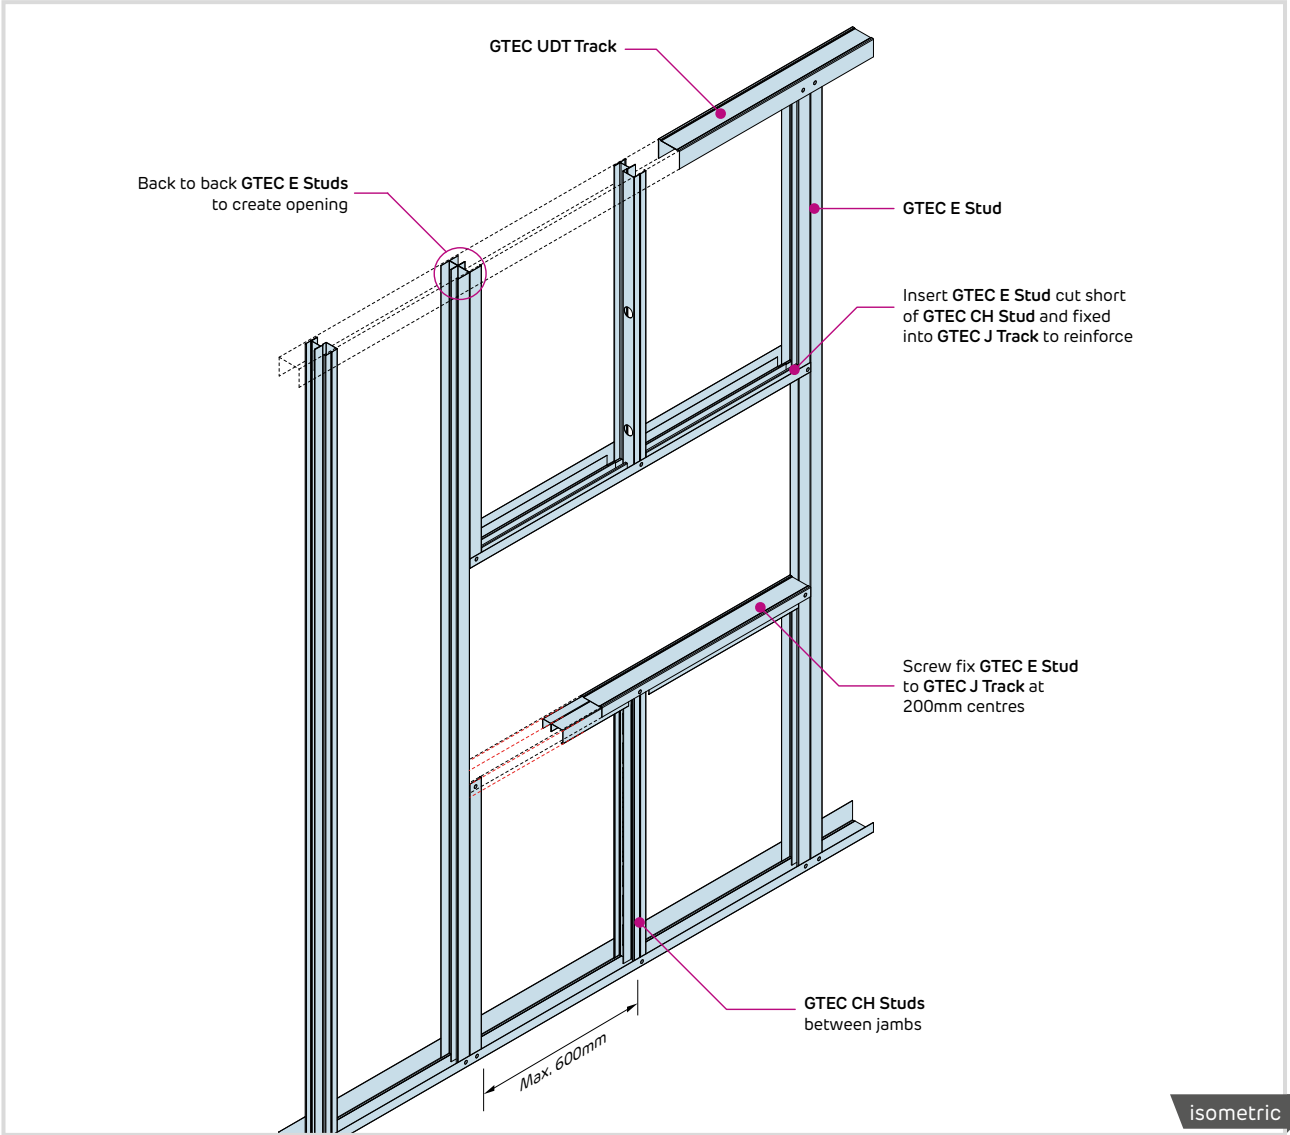 GTEC UDT Track
Back to back GTEC E Studs
to create opening
GTEC E Stud
Insert GTEC E Stud cut short
of GTEC CH Stud and fixed
into GTEC J Track to reinforce
Screw fix GTEC E Stud
to GTEC J Track at
200mm centres
GTEC CH Studs
between jambs
Max. 600mm
isometric